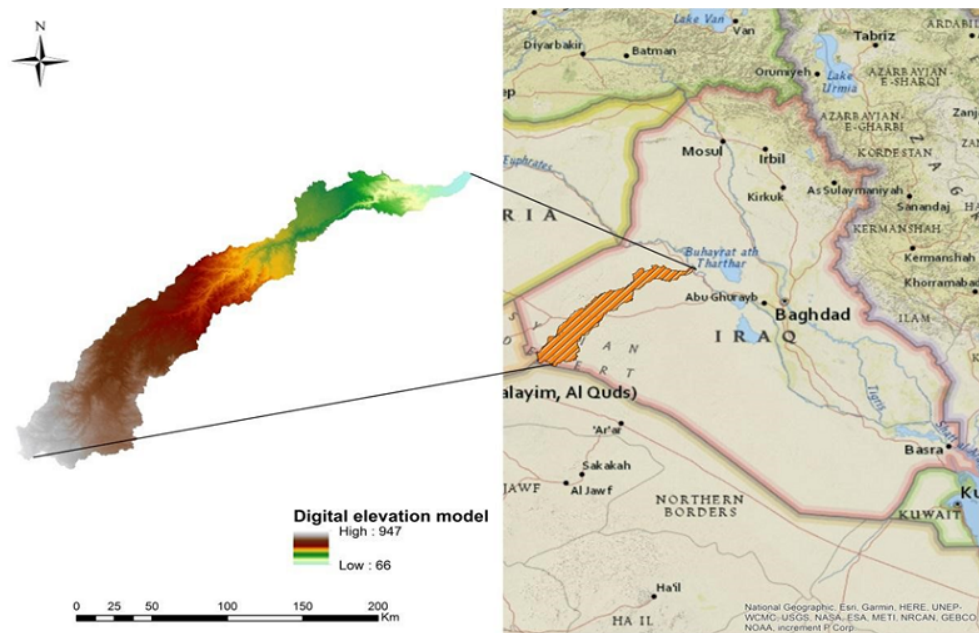 N
Digital elevation model
High : 947
Low : 66
0 25 50 100 150 200
Km
Lake Van
Van
Diyarbakir
Batman
Tabriz
ARDABIL
Orumiyeh
Lake
Urmia
AZARBAYJAN
-E-SHARQI
AZARBAYJAN
-E-GHARBI
Zanja
KORDESTAN
ZAG
Mosul
Irbil
Kirkuk
As Sulaymaniyah
Sanandaj
KERMANSHAH
Kermanshah
Khorramabad
ILAM
Euphrates
RIA
Buhayrat ath
Tharthar
Abu Ghurayb
Baghdad
IRAQ
Tigris
alayim, Al Quds)
'Ar'ar
Sakakah
JAWF
Al Jawf
NORTHERN
BORDERS
Basra
KUWAIT
Ku
Ha'il
HA IL
National Geographic, Esri, Garmin, HERE, UNEP-
WCMC, USGS, NASA, ESA, METI, NRCAN, GEBCO,
NOAA, increment P Corp.